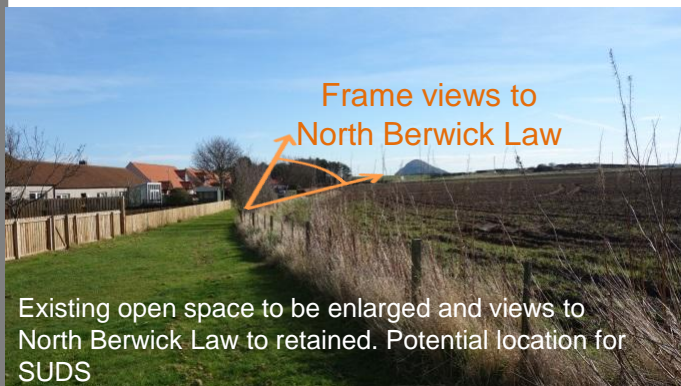 Frame views to
North Berwick Law
Existing open space to be enlarged and views to
North Berwick Law to retained. Potential location for
SUDS